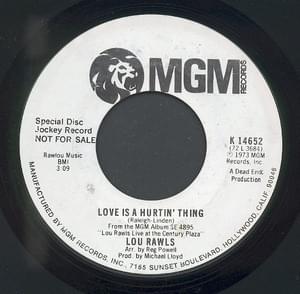 MGM RECORDS
Special Disc
Jockey Record
NOT FOR SALE
Rawlou Music
BMI
3:09
K 14652
(72 L 3684)
℗ 1973 MGM
Records, Inc.
A Dead End
Production
LOVE IS A HURTIN' THING
(Raleigh-Linden)
From the MGM Album SE 4895
"Lou Rawls Live at the Century Plaza"
LOU RAWLS
Arr. by Reg Powell
Prod. by Michael Lloyd
MANUFACTURED BY MGM RECORDS, INC., 7165 SUNSET BOULEVARD, HOLLYWOOD, CALIF. 90046